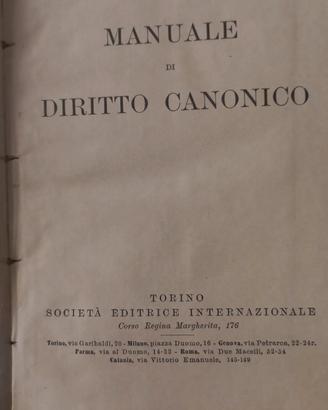 MANUALE
DI
DIRITTO CANONICO
TORINO
SOCIETÀ EDITRICE INTERNAZIONALE
Corso Regina Margherita, 176
Torino, via Garibaldi, 20 - Milano, piazza Duomo, 16 - Genova, via Petrarca, 22-24r.
Parma, via al Duomo, 14-22 - Roma, via Due Macelli, 52-54
Catania, via Vittorio Emanuele, 145-149